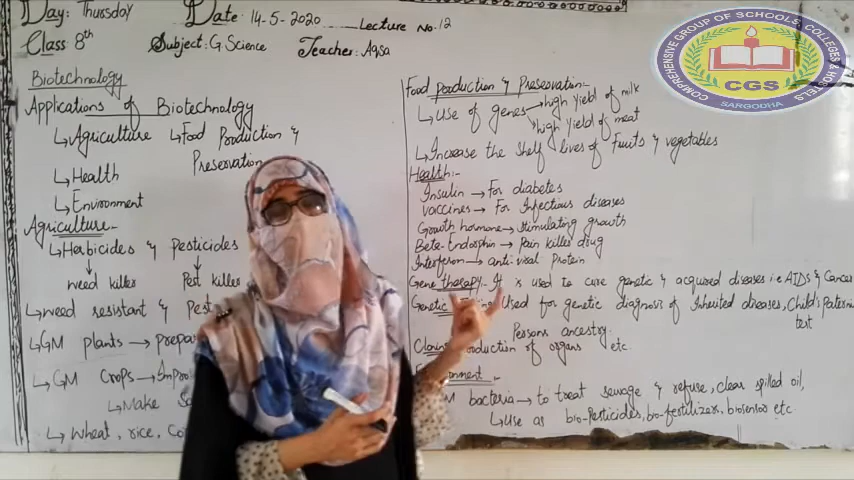 Day: Thursday Date: 14-5-2020 Lecture No. 12
Class 8th Subject: G. Science Teacher: Aqsa
Biotechnology
Applications of Biotechnology
↳ Agriculture ↳ Food Production &
Preservation
↳ Health
↳ Environment
Agriculture:-
↳ Herbicides & Pesticides
weed killer Pest killer
↳ weed resistant & Pest
↳ GM plants →
↳ GM Crops →
↳ Make
↳ Wheat, rice,
Food production & Preservation:-
↳ Use of genes → high yield of milk
high yield of meat
↳ Increase the shelf lives of Fruits & vegetables
Health:-
Insulin → For diabetes
vaccines → For Infectious diseases
Growth hormone → Stimulating growth
Beta-Endorphin → Pain killer drug
Interferon → anti-viral Protein
Gene therapy:- It is used to cure genetic & acquired diseases i.e AIDs & Cancer
Genetic Used for genetic diagnosis of Inherited diseases, Child's Paternity
test
Persons ancestry.
Cloning production of organs etc.
bacteria → to treat sewage & refuse, clear spilled oil,
↳ Use as bio-pesticides, bio-fertilizer, biosensor etc.
COMPREHENSIVE GROUP OF SCHOOLS, COLLEGES & HOSTELS
CGS
SARGODHA